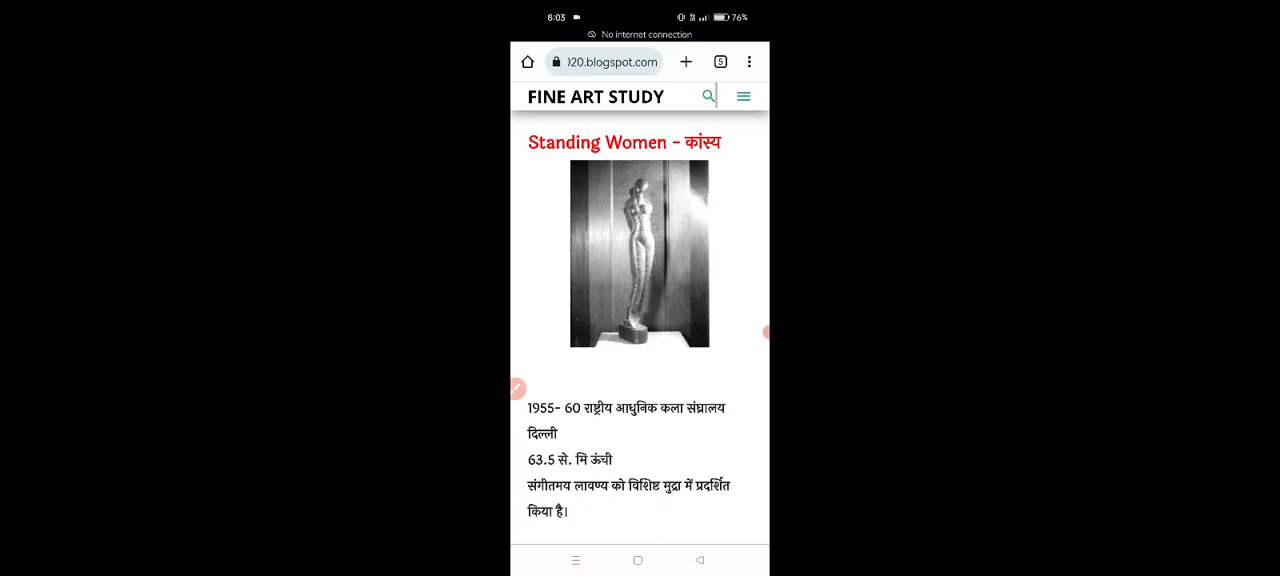 8:03 76%
No internet connection
)20.blogspot.com 5
FINE ART STUDY
Standing Women - कांस्य
1955- 60 राष्ट्रीय आधुनिक कला संघ्रालय
दिल्ली
63.5 से. मि ऊंची
संगीतमय लावण्य को विशिष्ट मुद्रा में प्रदर्शित
किया है।